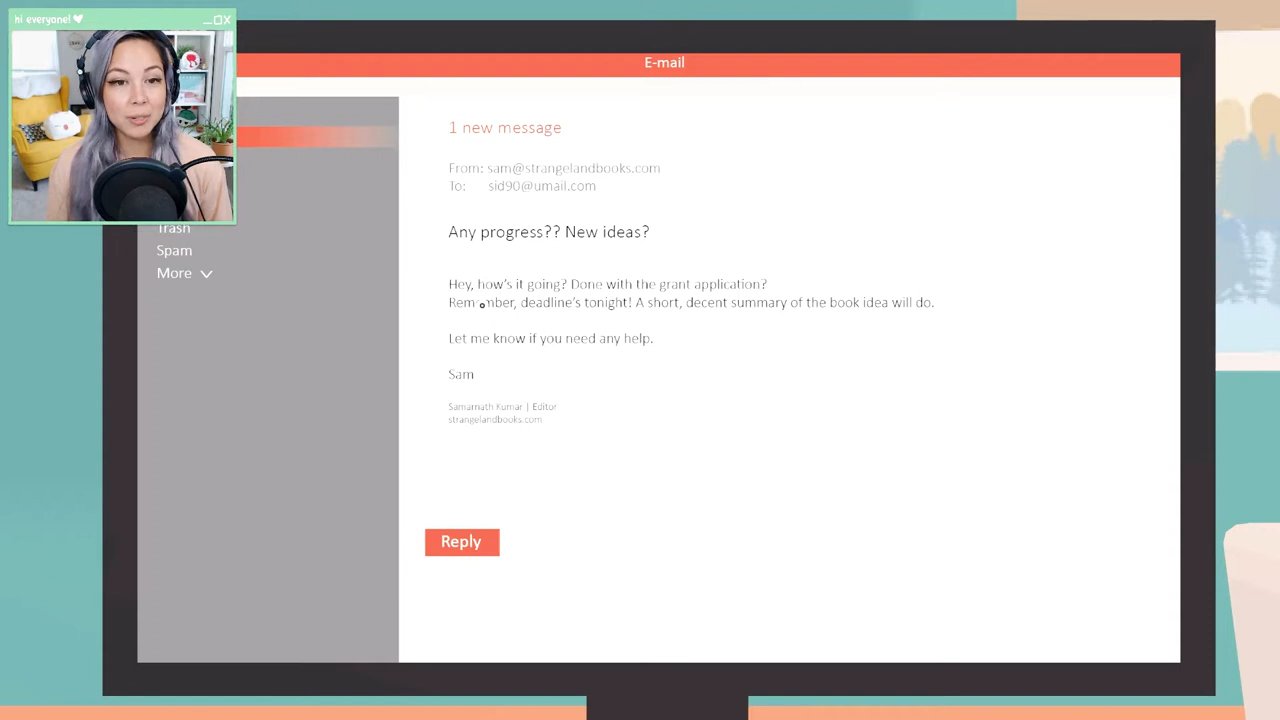 hi everyone!
E-mail
1 new message
From: sam@strangelandbooks.com
To: sid90@umail.com
Any progress?? New ideas?
Hey, how's it going? Done with the grant application?
Remember, deadline's tonight! A short, decent summary of the book idea will do.
Let me know if you need any help.
Sam
Samarnath Kumar | Editor
strangelandbooks.com
Reply
Trash
Spam
More